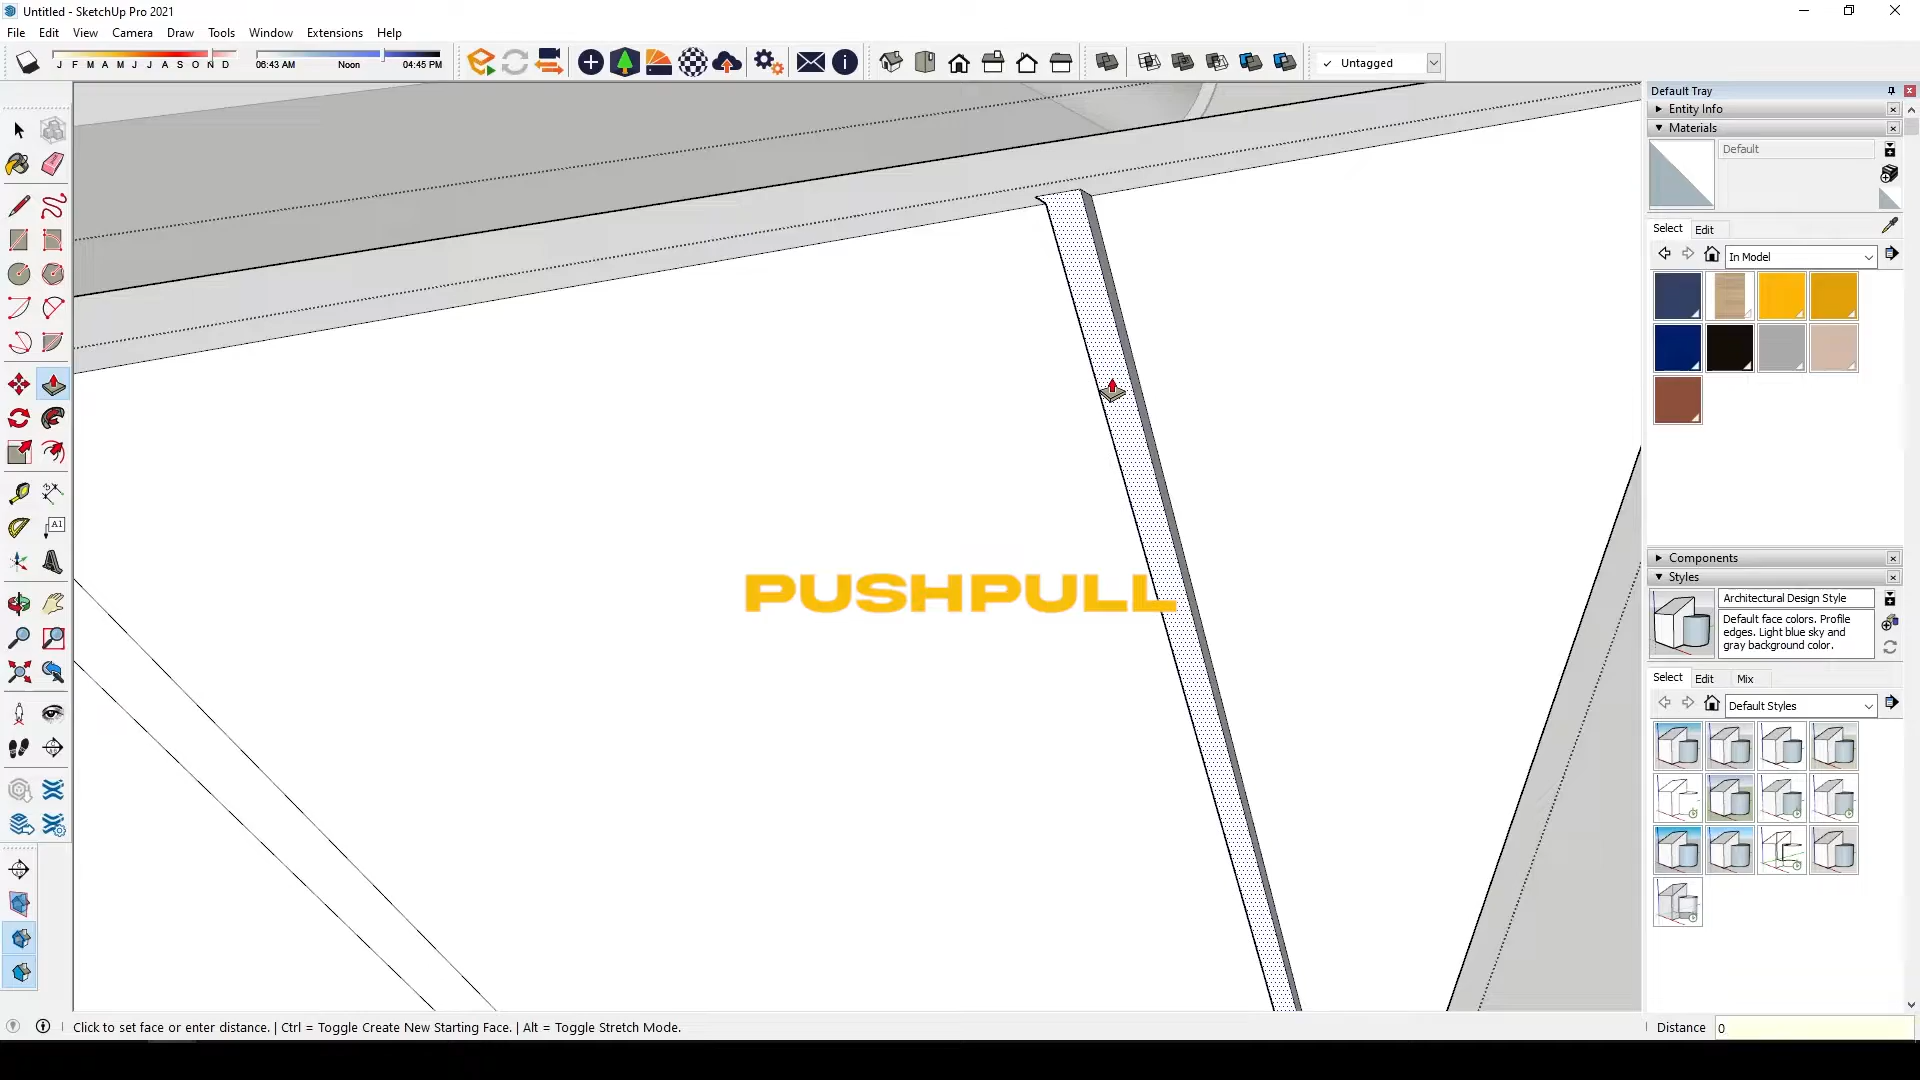 Untitled - SketchUp Pro 2021
File Edit View Camera Draw Tools Window Extensions Help
J F M A M J J A S O N D
06:43 AM Noon 04:45 PM
✓ Untagged
Default Tray
Entity Info
Materials
Default
Select Edit
In Model
A1
PUSHPULL
Components
Styles
Architectural Design Style
Default face colors. Profile
edges. Light blue sky and
gray background color.
Select Edit Mix
Default Styles
Click to set face or enter distance. | Ctrl = Toggle Create New Starting Face. | Alt = Toggle Stretch Mode.
Distance 0